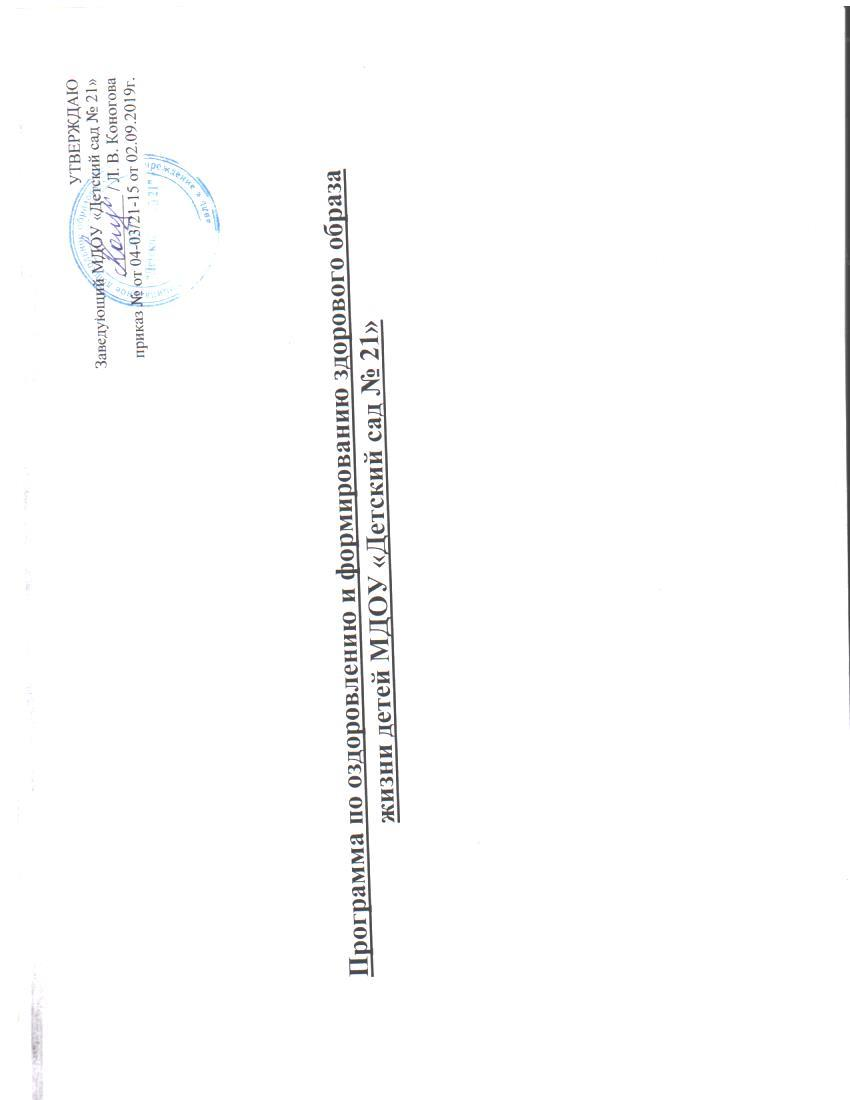 УТВЕРЖДАЮ
Заведующий МДОУ «Детский сад № 21»
/Л. В. Коногова
приказ № от 04-03/21-15 от 02.09.2019г.
Программа по оздоровлению и формированию здорового образа
жизни детей МДОУ «Детский сад № 21»